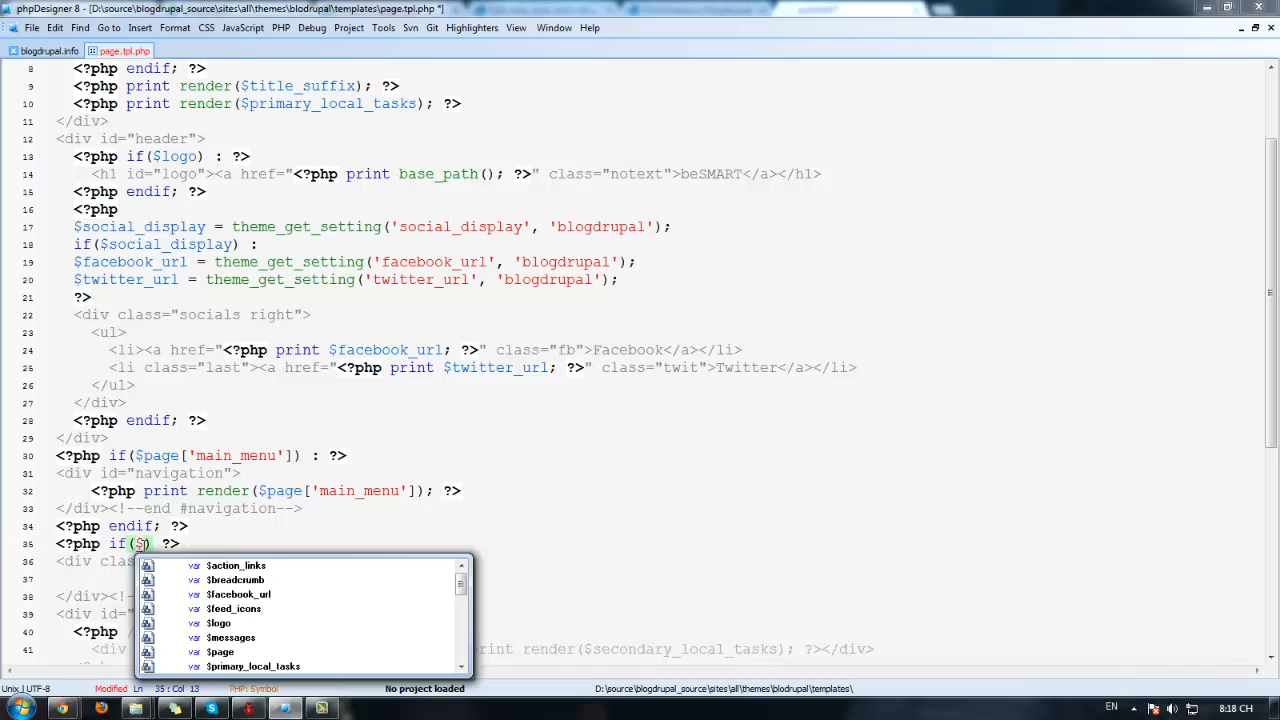 phpDesigner 8 - [D:\source\blogdrupal_source\sites\all\themes\blodrupal\templates\page.tpl.php *]
File Edit Find Go to Insert Format CSS JavaScript PHP Debug Project Tools Svn Git Highlighters View Window Help
blogdrupal.info page.tpl.php
8 <?php endif; ?>
9 <?php print render($title_suffix); ?>
10 <?php print render($primary_local_tasks); ?>
11 </div>
12 <div id="header">
13 <?php if($logo) : ?>
14 <h1 id="logo"><a href="<?php print base_path(); ?>" class="notext">beSMART</a></h1>
15 <?php endif; ?>
16 <?php
17 $social_display = theme_get_setting('social_display', 'blogdrupal');
18 if($social_display) :
19 $facebook_url = theme_get_setting('facebook_url', 'blogdrupal');
20 $twitter_url = theme_get_setting('twitter_url', 'blogdrupal');
21 ?>
22 <div class="socials right">
23 <ul>
24 <li><a href="<?php print $facebook_url; ?>" class="fb">Facebook</a></li>
25 <li class="last"><a href="<?php print $twitter_url; ?>" class="twit">Twitter</a></li>
26 </ul>
27 </div>
28 <?php endif; ?>
29 </div>
30 <?php if($page['main_menu']) : ?>
31 <div id="navigation">
32 <?php print render($page['main_menu']); ?>
33 </div><!--end #navigation-->
34 <?php endif; ?>
35 <?php if($) ?>
36 <div clas
var $action_links
var $breadcrumb
37
var $facebook_url
38 </div><!-
var $feed_icons
39 <div id="
var $logo
40 <?php /
var $messages
41 <div print render($secondary_local_tasks); ?></div>
var $page
var $primary_local_tasks
Unix | UTF-8 Modified Ln 35 : Col 13 PHP: Symbol No project loaded D:\source\blogdrupal_source\sites\all\themes\blodrupal\templates\
EN 8:18 CH